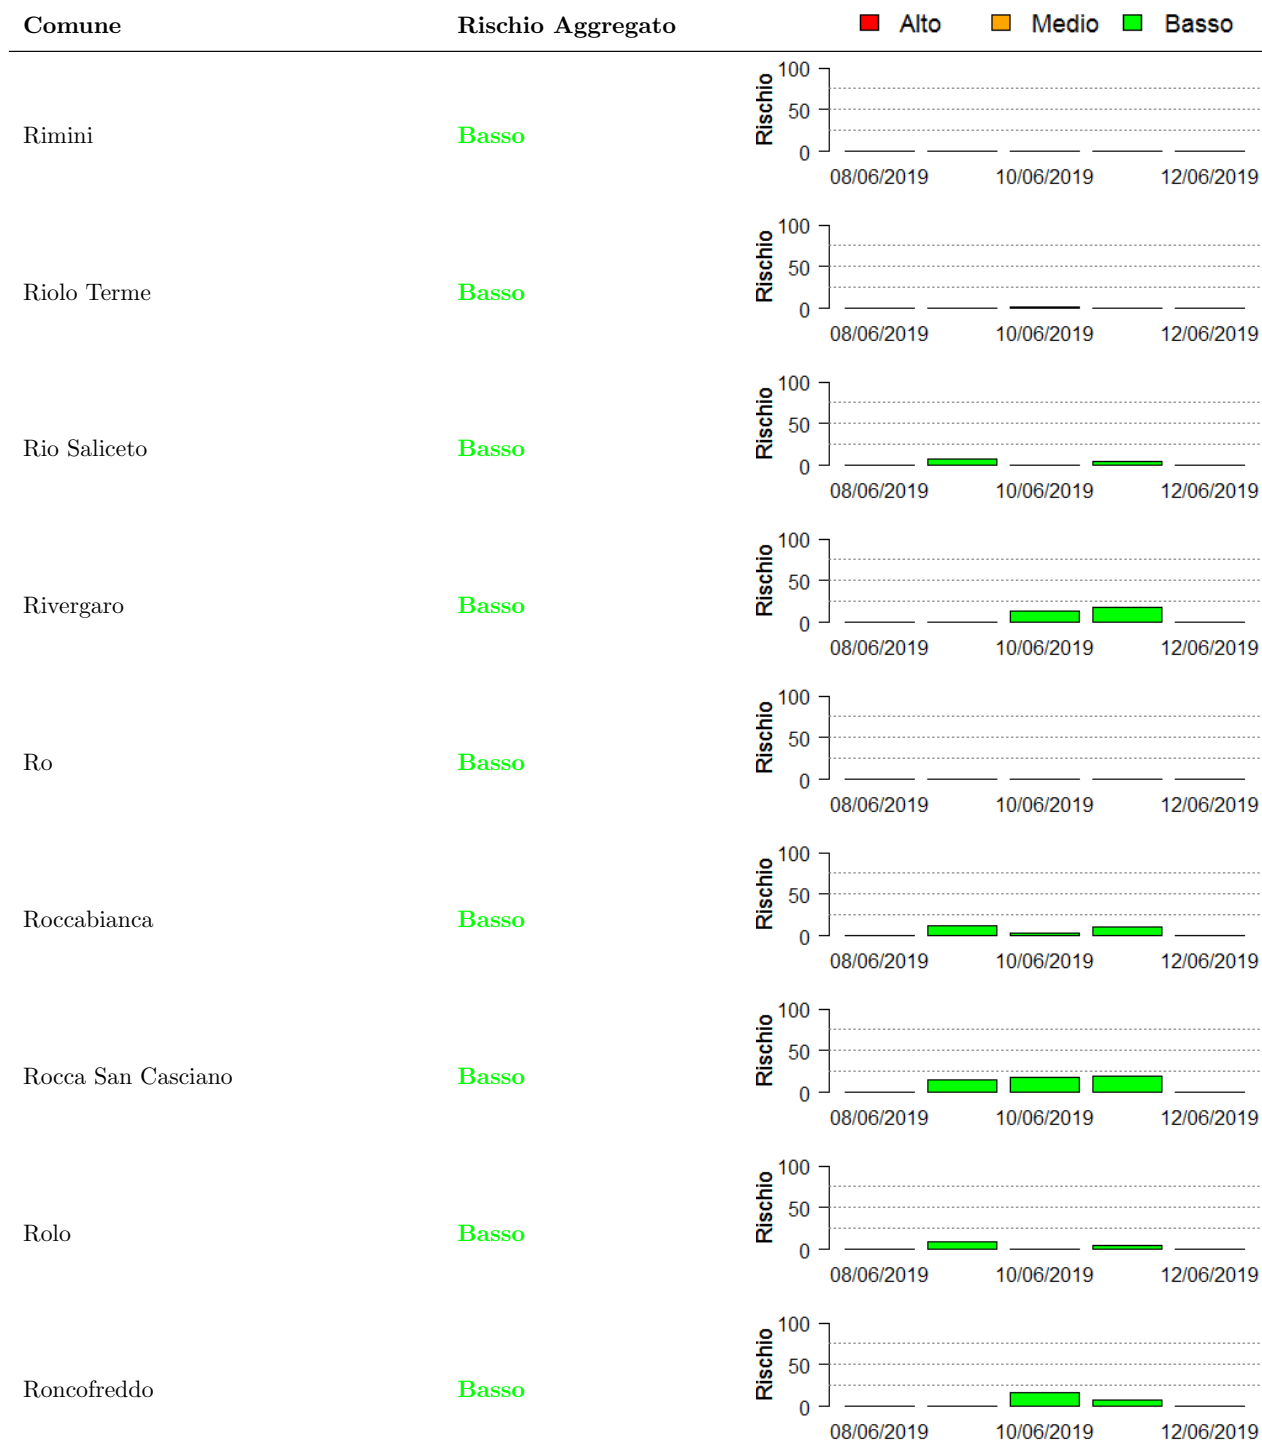 Comune Rischio Aggregato Alto Medio Basso
100
50
0
Rischio
Rimini Basso
08/06/2019 10/06/2019 12/06/2019
100
50
0
Rischio
Riolo Terme Basso
08/06/2019 10/06/2019 12/06/2019
100
50
0
Rischio
Rio Saliceto Basso
08/06/2019 10/06/2019 12/06/2019
100
50
0
Rischio
Rivergaro Basso
08/06/2019 10/06/2019 12/06/2019
100
50
0
Rischio
Ro Basso
08/06/2019 10/06/2019 12/06/2019
100
50
0
Rischio
Roccabianca Basso
08/06/2019 10/06/2019 12/06/2019
100
50
0
Rischio
Rocca San Casciano Basso
08/06/2019 10/06/2019 12/06/2019
100
50
0
Rischio
Rolo Basso
08/06/2019 10/06/2019 12/06/2019
100
50
0
Rischio
Roncofreddo Basso
08/06/2019 10/06/2019 12/06/2019